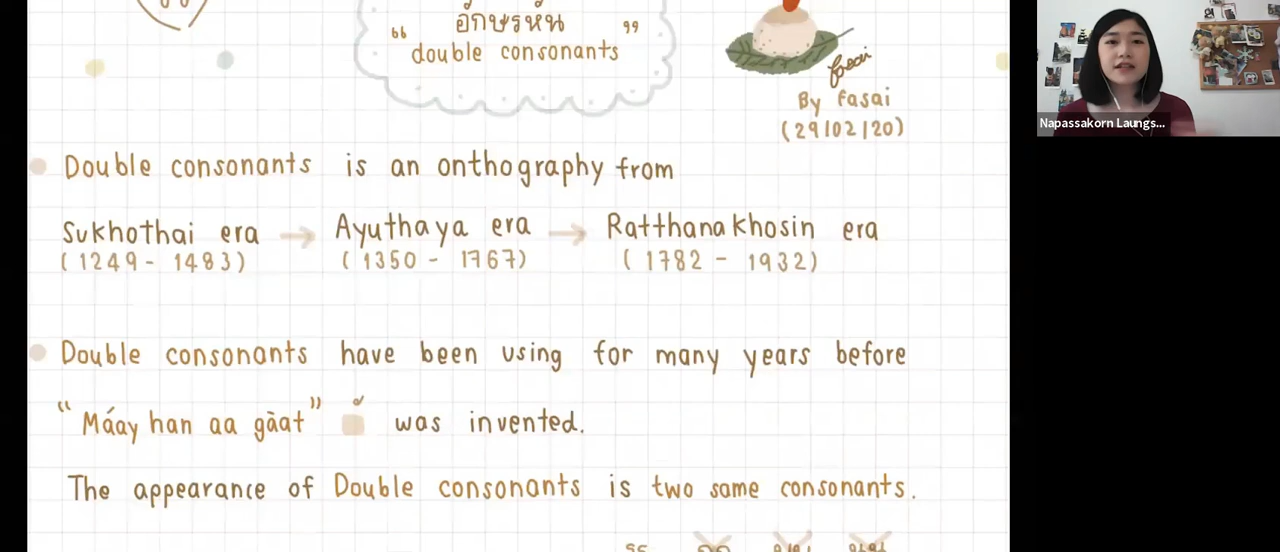 อักษรหัน
“ double consonants ”
fasai
By Fasai
(29/02/20)
Napassakorn Laungs...
Double consonants is an onthography from
Sukhothai era → Ayuthaya era → Ratthanakhosin era
(1249 - 1483) (1350 - 1767) (1782 - 1932)
Double consonants have been using for many years before
“Máay han aa gàat” ั was invented.
The appearance of Double consonants is two same consonants.